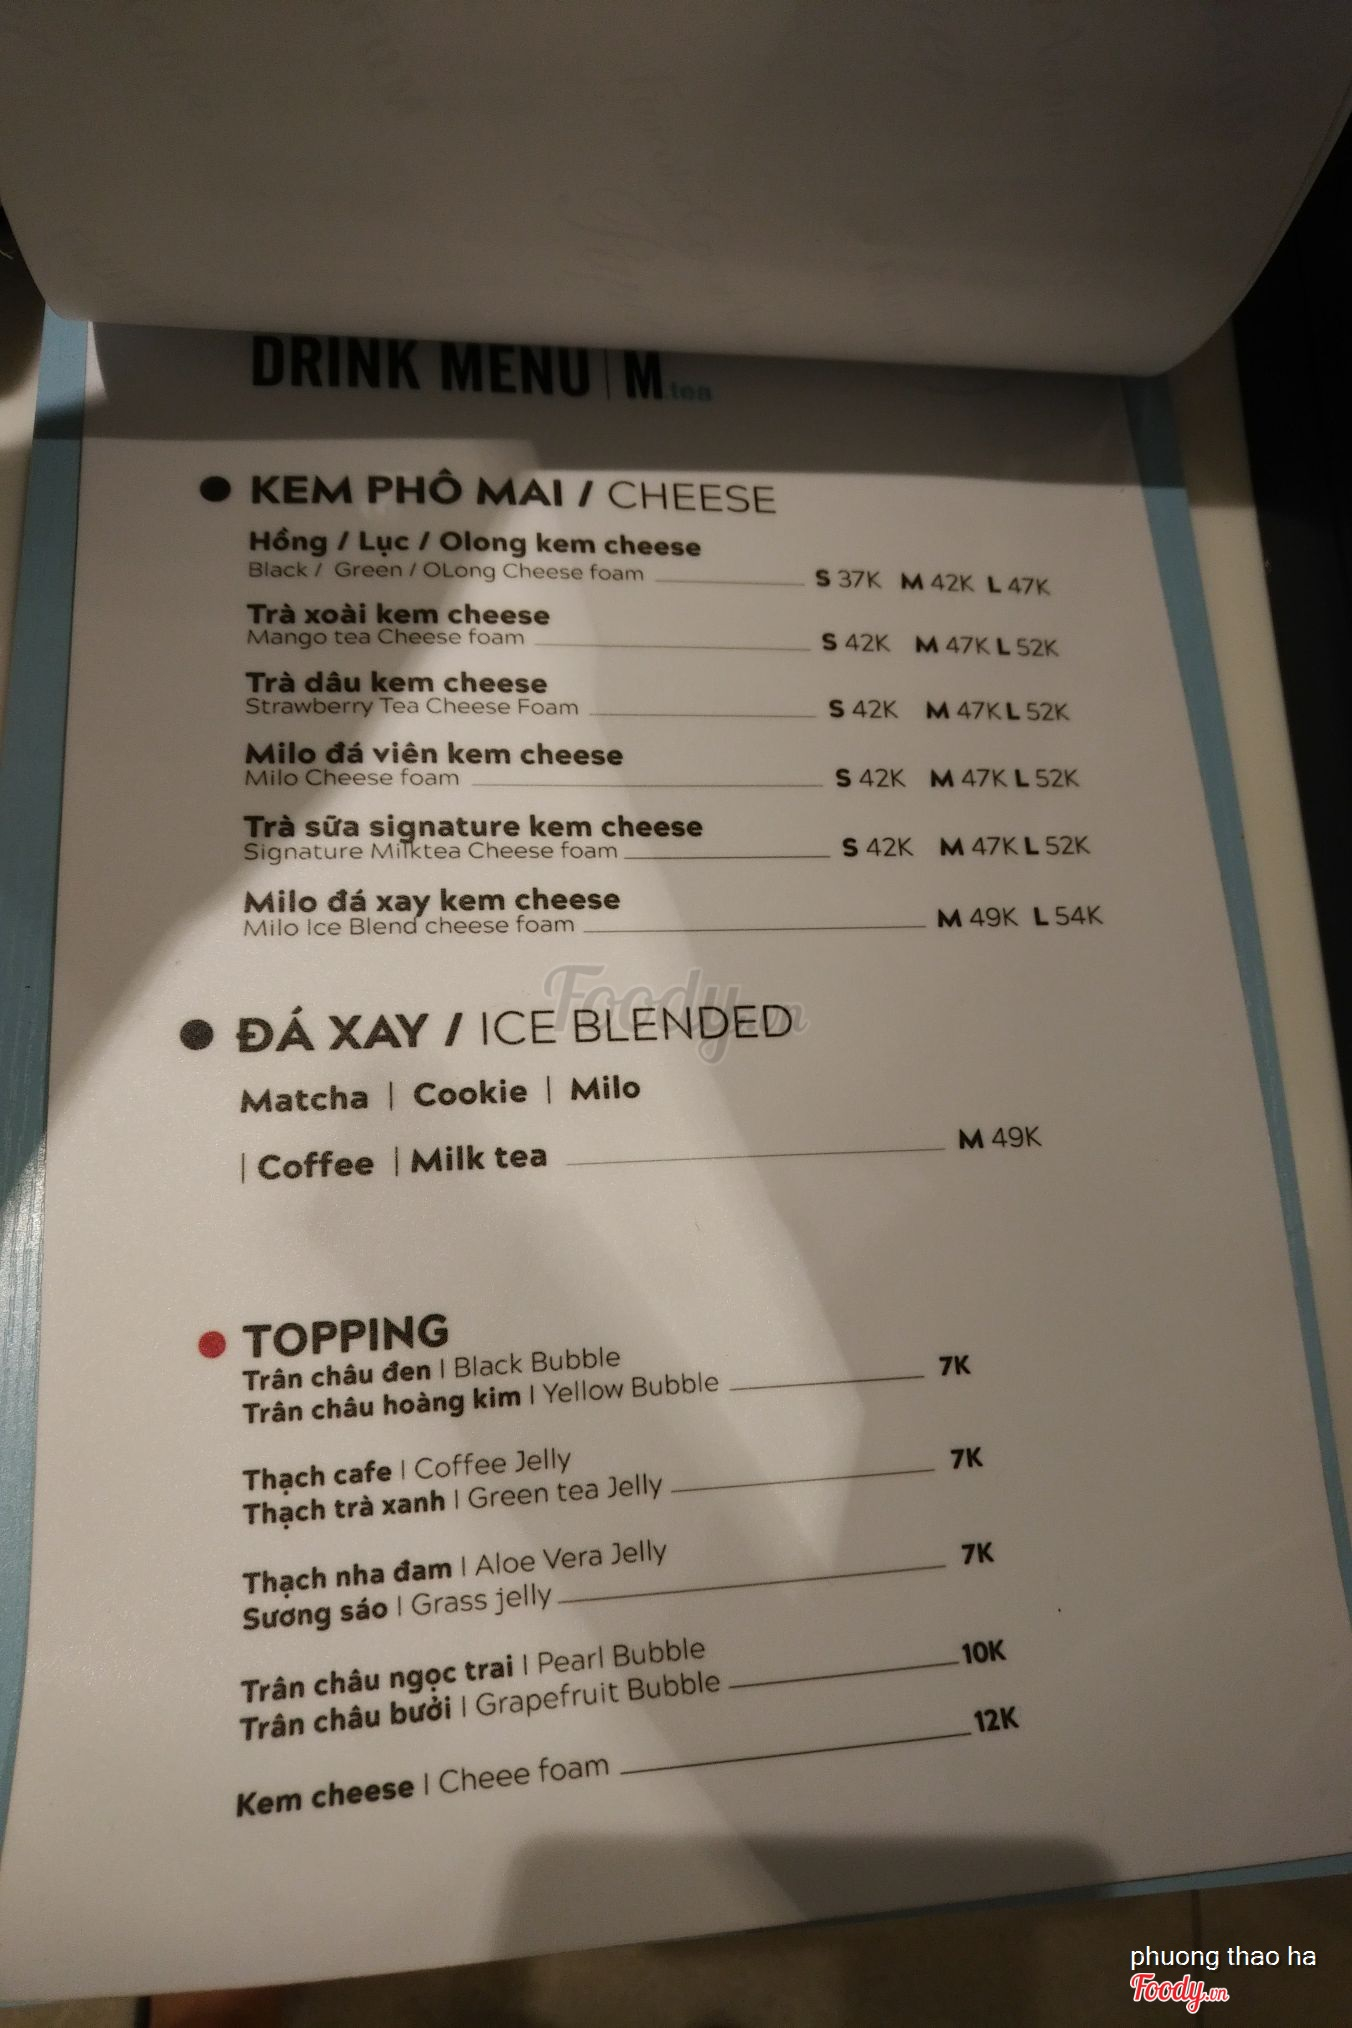 DRINK MENU | M.tea
KEM PHÔ MAI / CHEESE
Hồng / Lục / Olong kem cheese
Black / Green / OLong Cheese foam S 37K M 42K L 47K
Trà xoài kem cheese
Mango tea Cheese foam S 42K M 47K L 52K
Trà dâu kem cheese
Strawberry Tea Cheese Foam S 42K M 47K L 52K
Milo đá viên kem cheese
Milo Cheese foam S 42K M 47K L 52K
Trà sữa signature kem cheese
Signature Milktea Cheese foam S 42K M 47K L 52K
Milo đá xay kem cheese
Milo Ice Blend cheese foam M 49K L 54K
Foody.vn
ĐÁ XAY / ICE BLENDED
Matcha | Cookie | Milo
| Coffee | Milk tea M 49K
TOPPING
Trân châu đen | Black Bubble
Trân châu hoàng kim | Yellow Bubble 7K
Thạch cafe | Coffee Jelly
Thạch trà xanh | Green tea Jelly 7K
Thạch nha đam | Aloe Vera Jelly
Sương sáo | Grass jelly 7K
Trân châu ngọc trai | Pearl Bubble
Trân châu bưởi | Grapefruit Bubble 10K
Kem cheese | Cheee foam 12K
phuong thao ha
Foody.vn